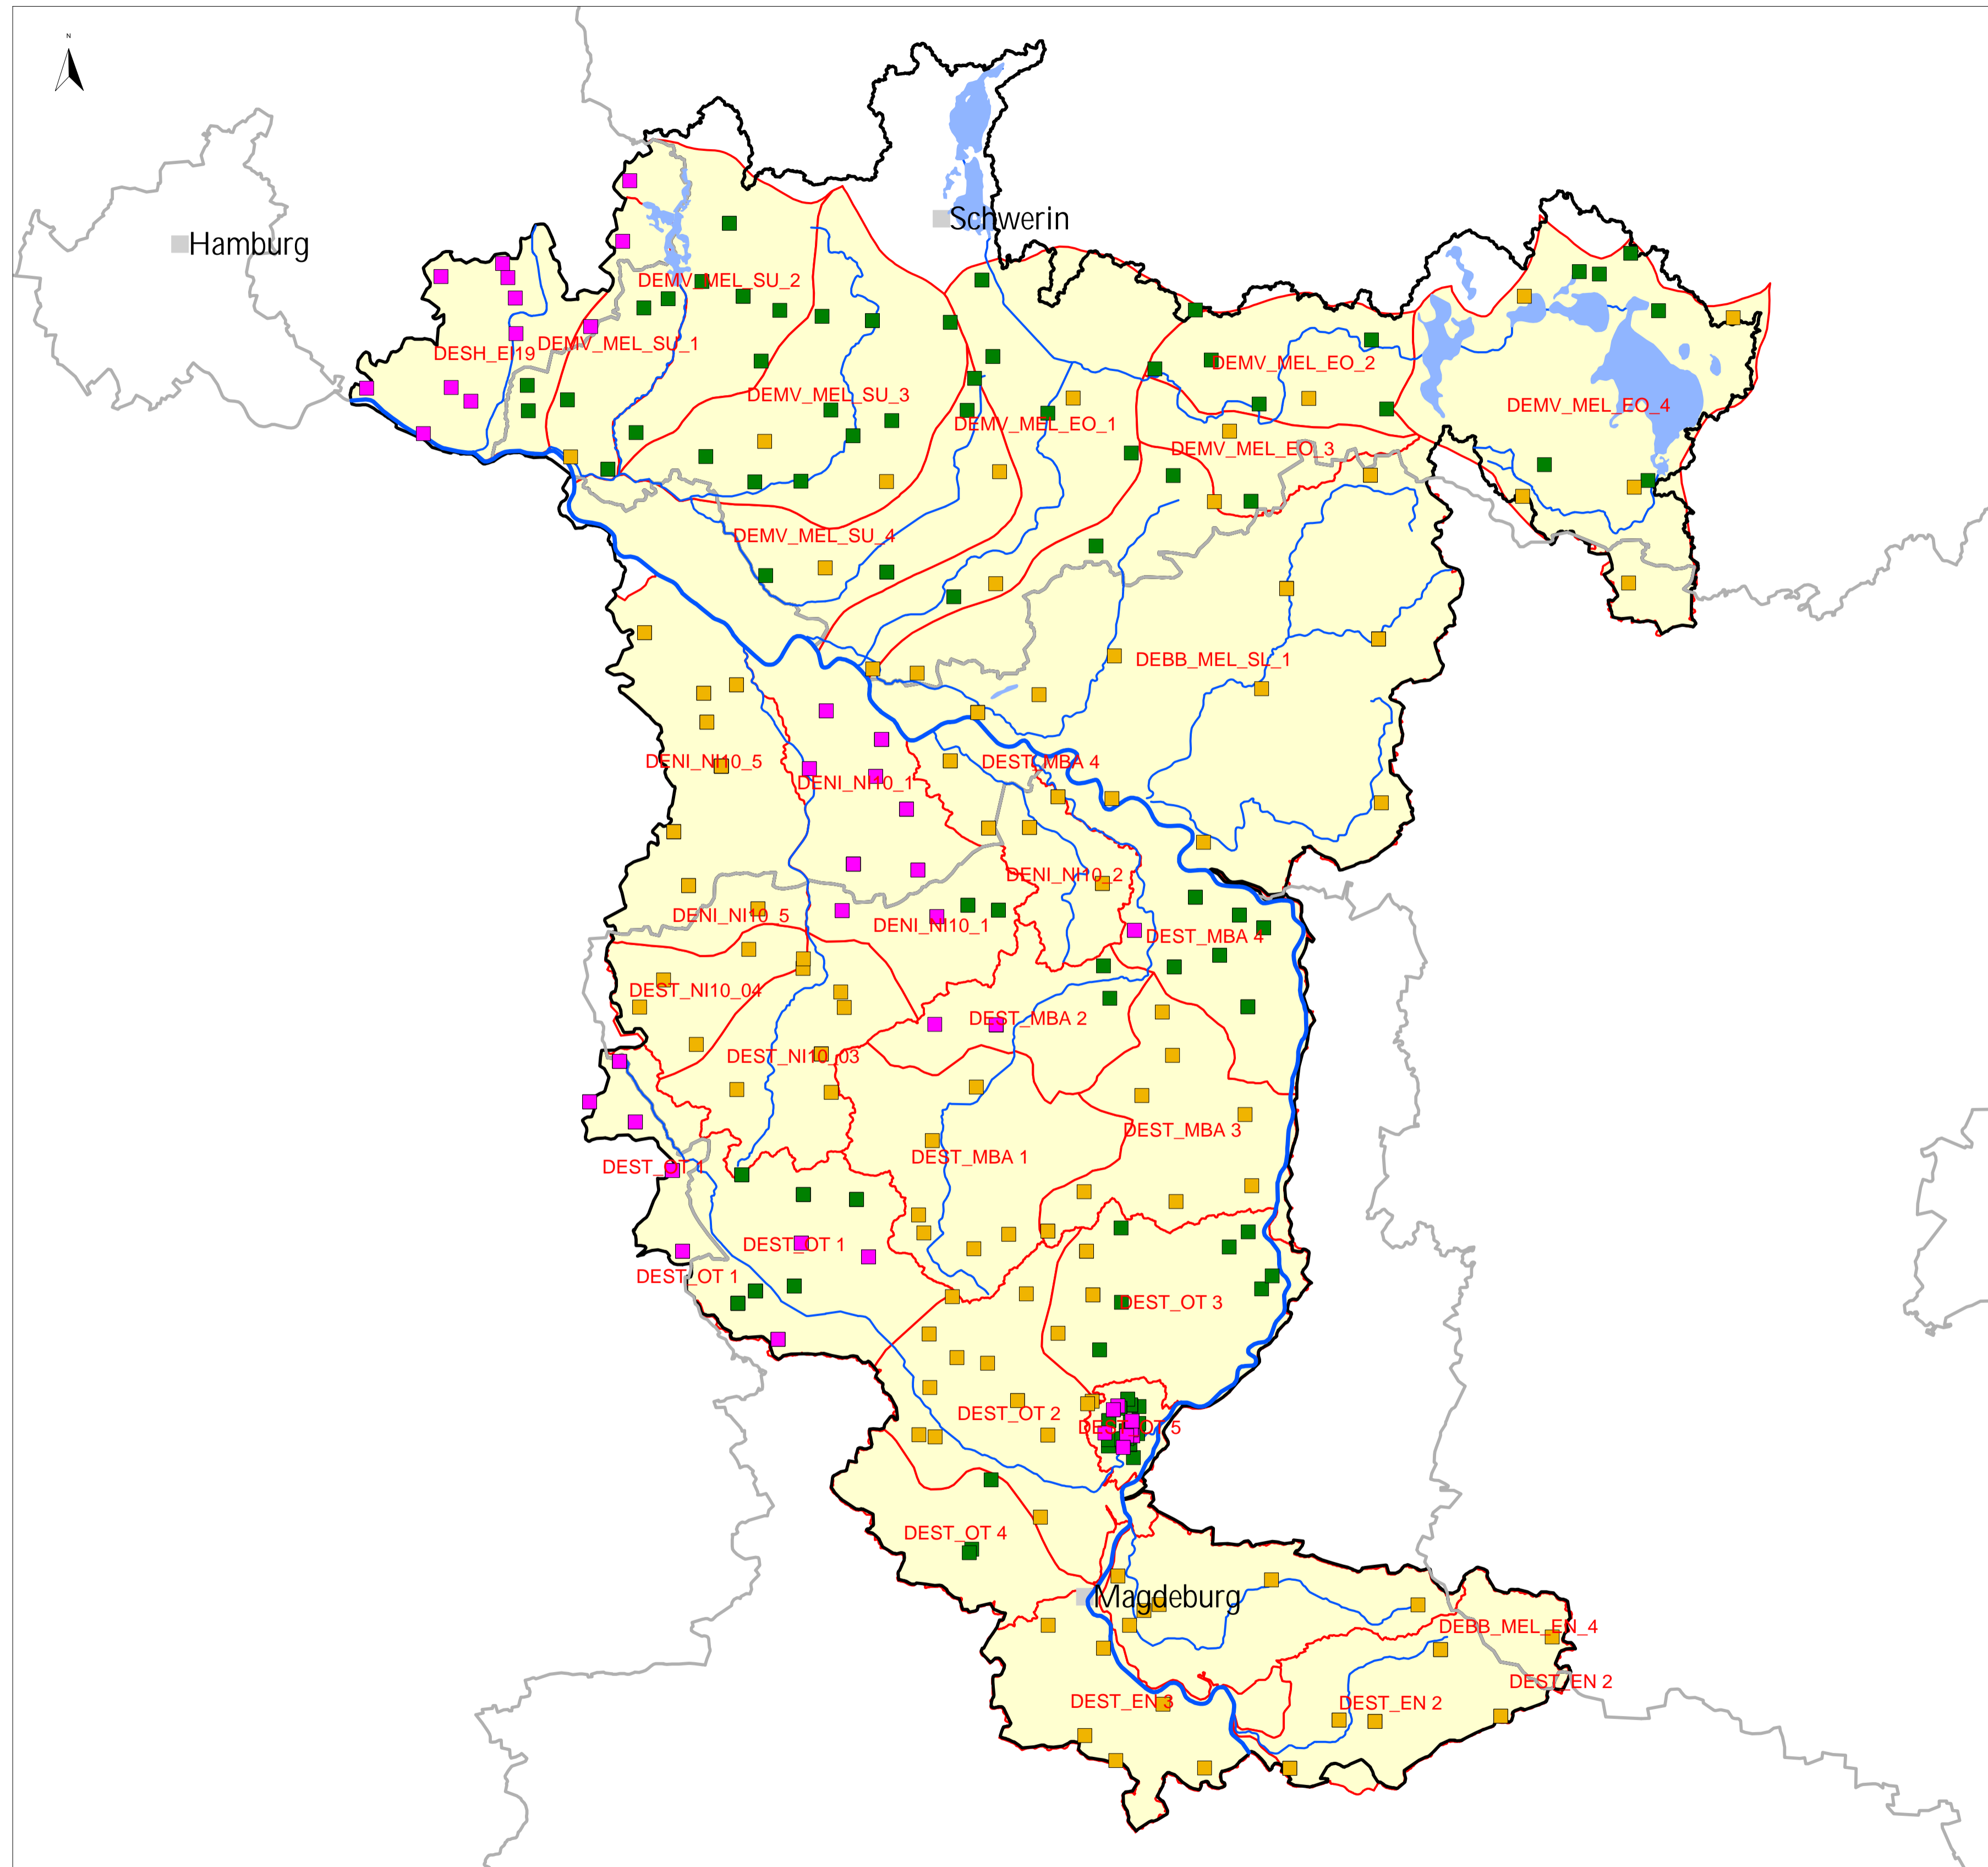 N
Schwerin
Hamburg
DEMV_MEL_SU_2
DEMV_MEL_SU_1
DESH_El19
DEMV_MEL_EO_2
DEMV_MEL_SU_3
DEMV_MEL_EO_4
DEMV_MEL_EO_1
DEMV_MEL_EO_3
DEMV_MEL_SU_4
DEBB_MEL_SL_1
DENI_NI10_5
DEST_MBA 4
DENI_NI10_1
DENI_NI10_2
DENI_NI10_5
DENI_NI10_1
DEST_MBA 4
DEST_NI10_04
DEST_MBA 2
DEST_NI10_03
DEST_MBA 3
DEST_MBA 1
DEST_OT 1
DEST_OT 1
DEST_OT 1
DEST_OT 3
DEST_OT 2
DEST_OT 5
DEST_OT 4
Magdeburg
DEBB_MEL_EN_4
DEST_EN 2
DEST_EN 3
DEST_EN 2